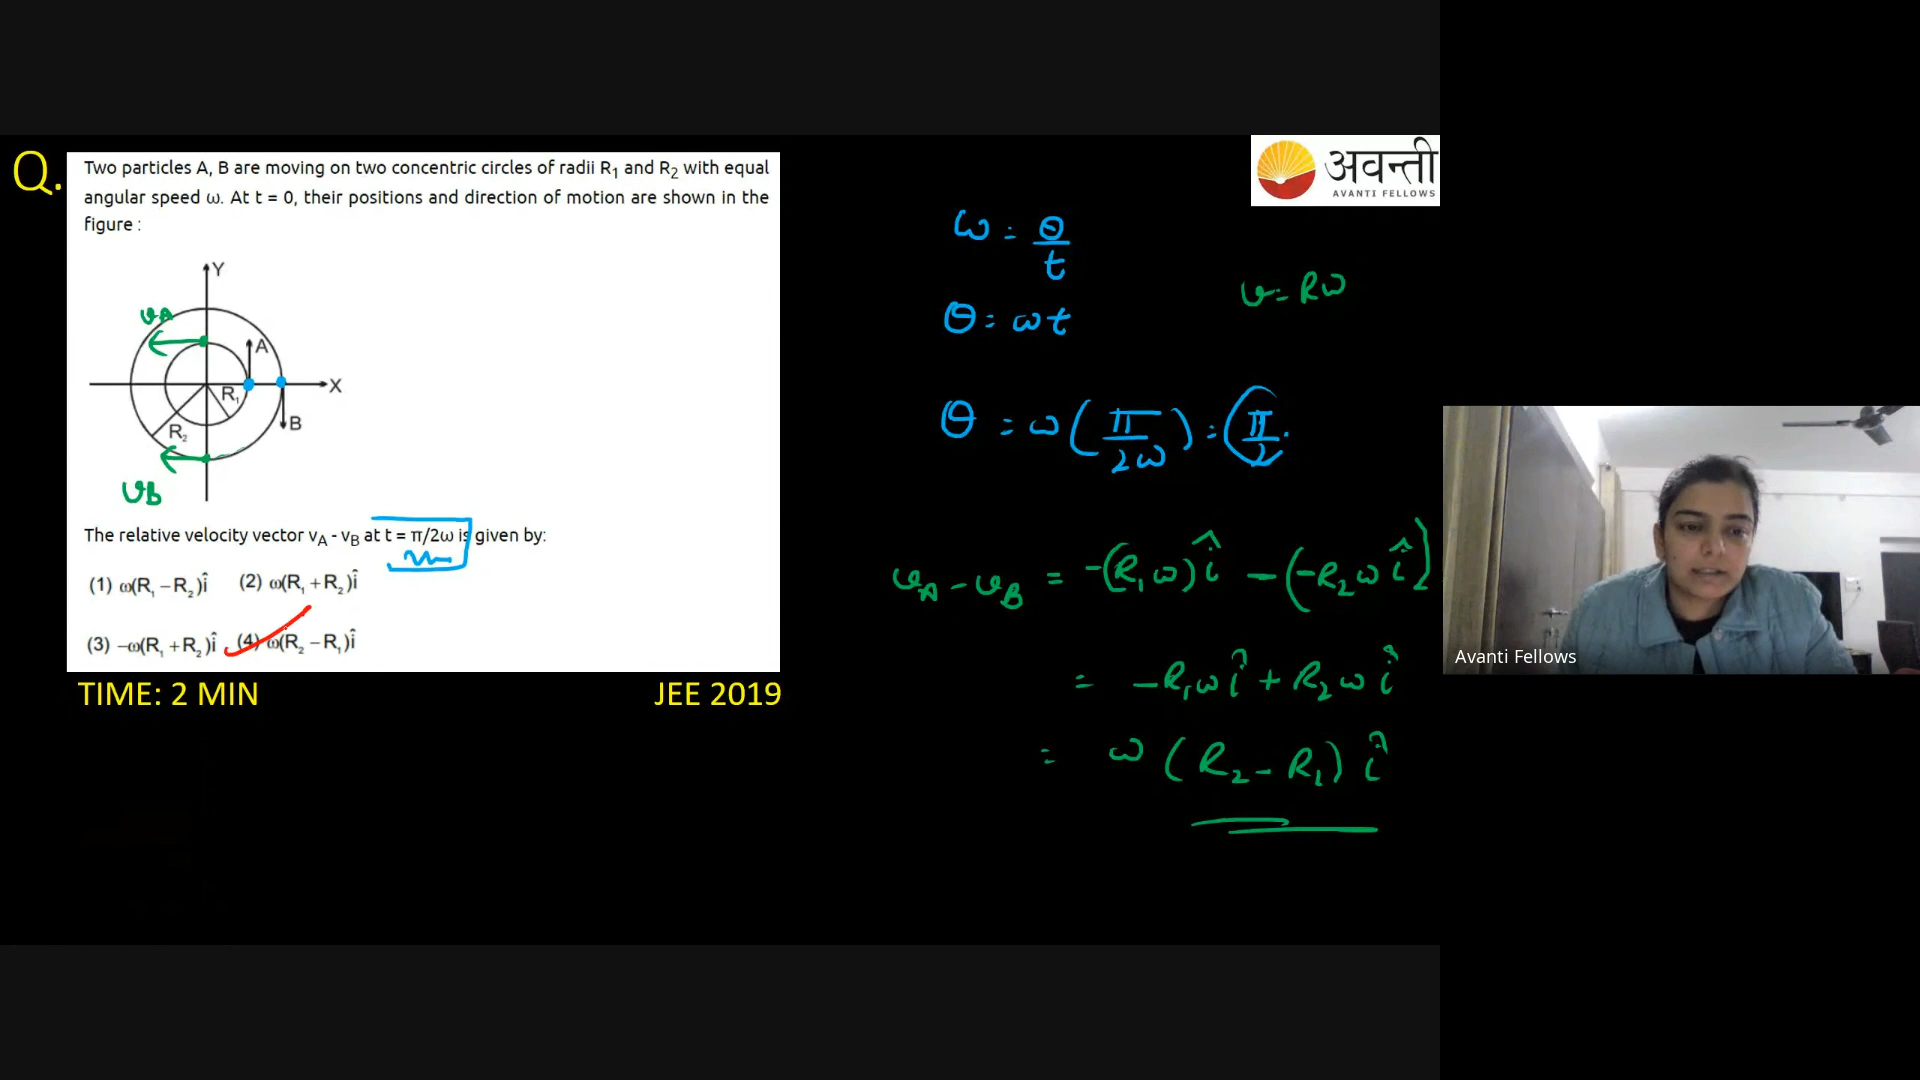 Q.
Two particles A, B are moving on two concentric circles of radii R₁ and R₂ with equal
angular speed ω. At t = 0, their positions and direction of motion are shown in the
figure :
Y
vA
A
X
R₁
B
R₂
vB
The relative velocity vector vA - vB at t = π/2ω is given by:
(1) ω(R₁ − R₂)î (2) ω(R₁ + R₂)î
(3) −ω(R₁ + R₂)î (4) ω(R₂ − R₁)î
TIME: 2 MIN JEE 2019
अवन्ती
AVANTI FELLOWS
ω = θ/t
v = Rω
θ = ωt
θ = ω(π/2ω) = π/2.
vA - vB = -(R₁ω)î - (-R₂ωî)
= -R₁ωî + R₂ωî
= ω(R₂ - R₁)î
Avanti Fellows